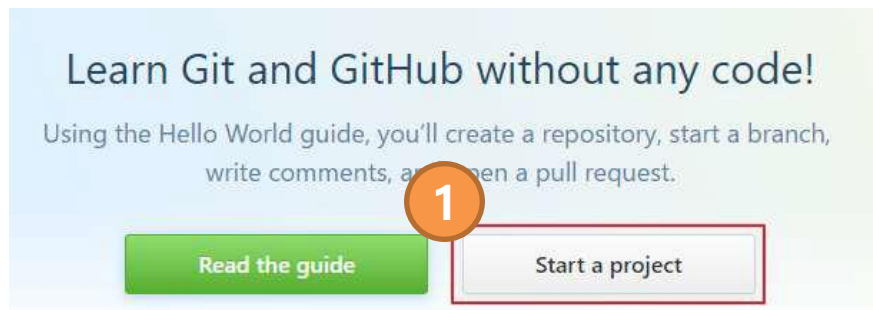 Learn Git and GitHub without any code!
Using the Hello World guide, you'll create a repository, start a branch,
write comments, a pen a pull request.
1
Read the guide
Start a project